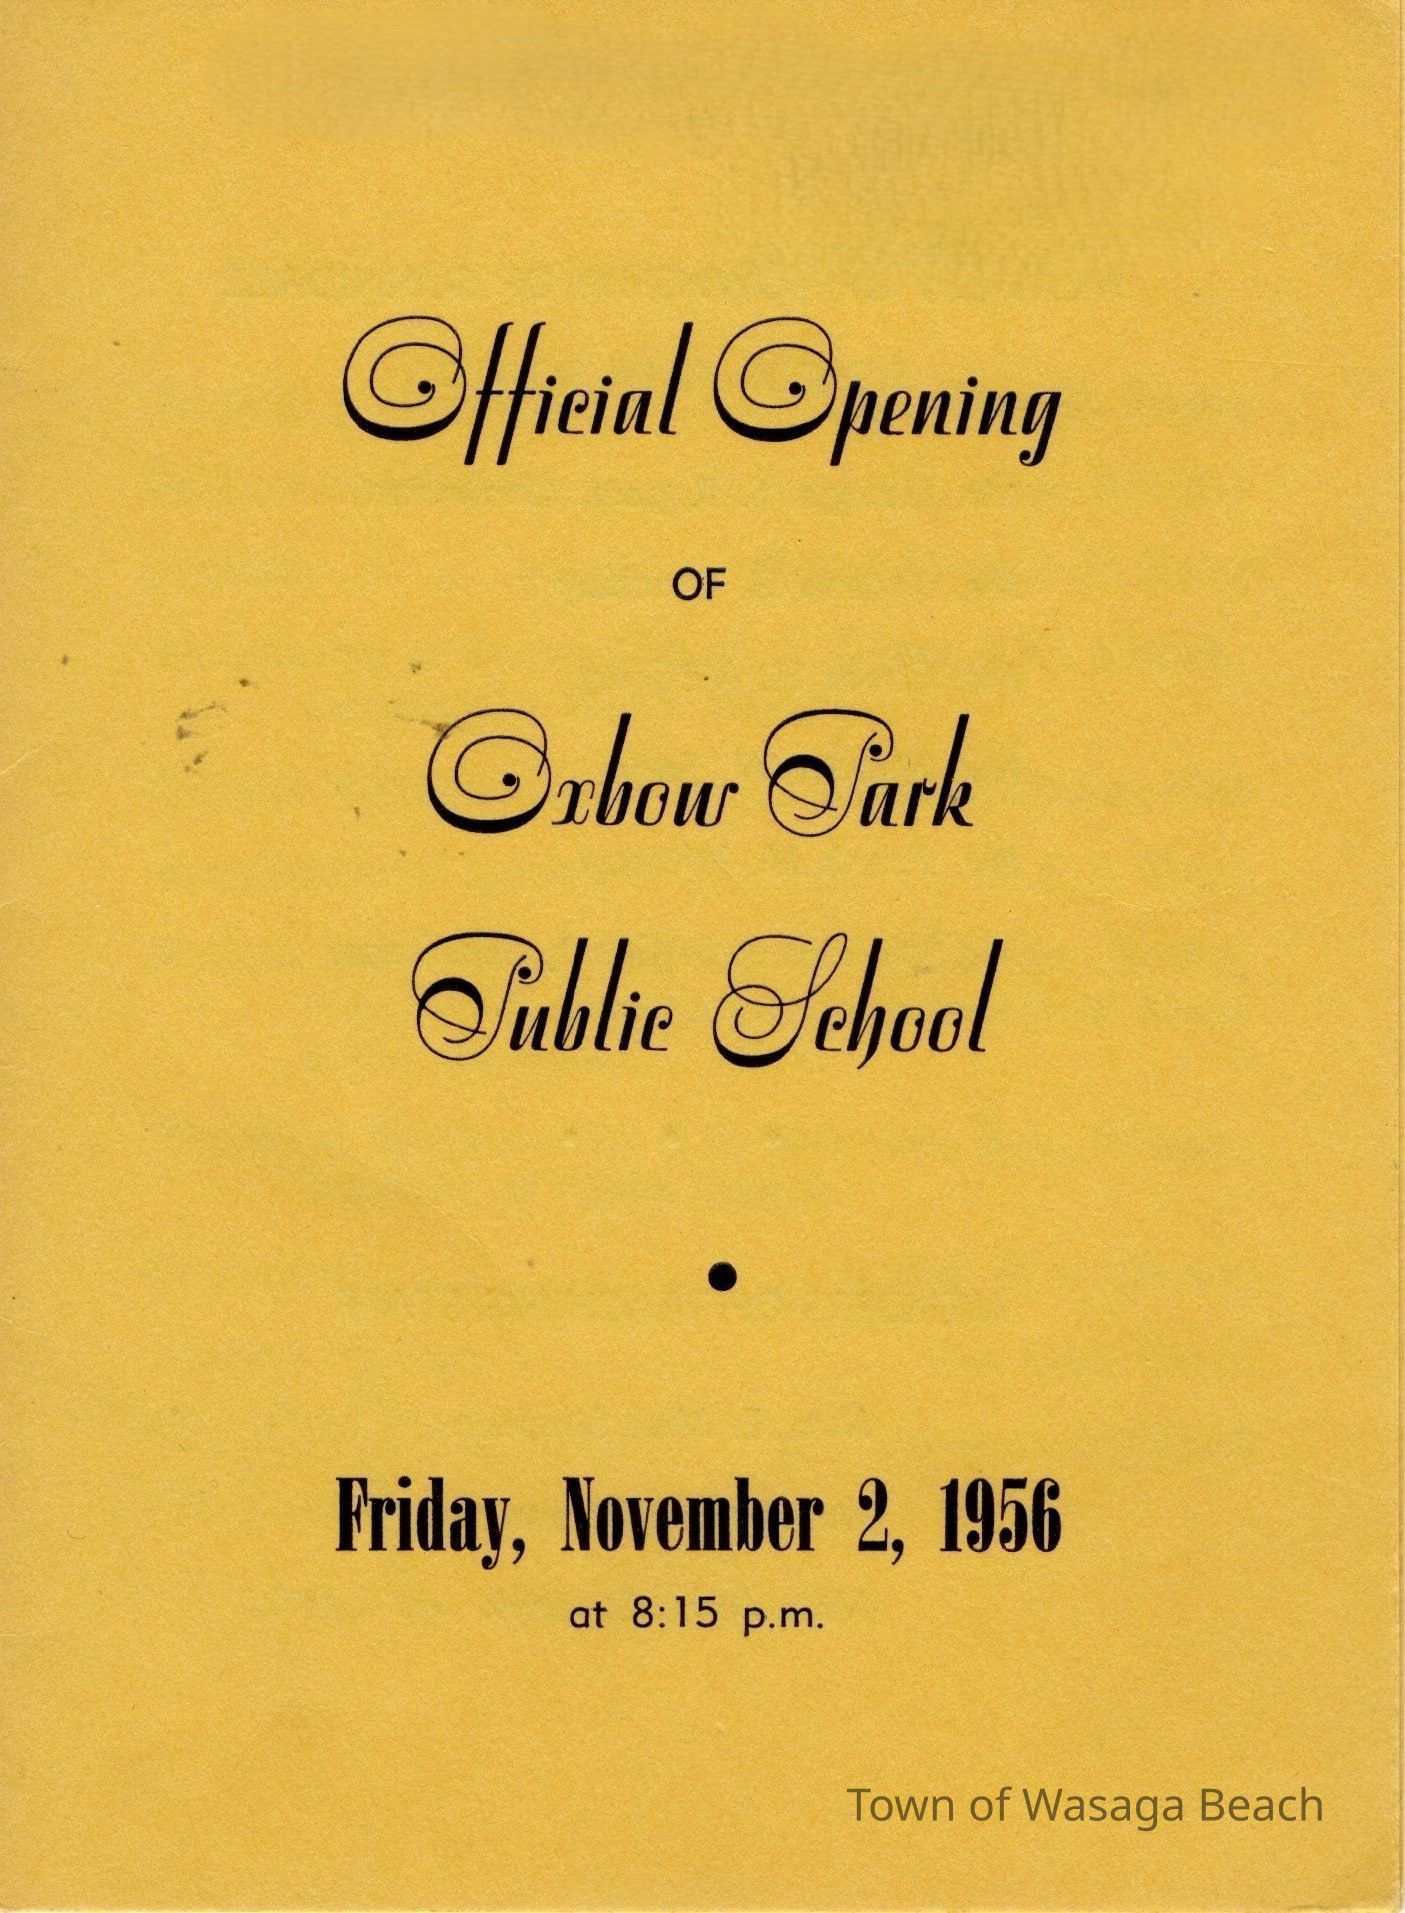 Official Opening
OF
Oxbow Park
Public School
Friday, November 2, 1956
at 8:15 p.m.
Town of Wasaga Beach